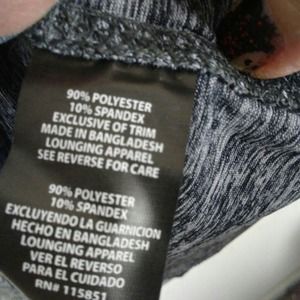 90% POLYESTER
10% SPANDEX
EXCLUSIVE OF TRIM
MADE IN BANGLADESH
LOUNGING APPAREL
SEE REVERSE FOR CARE
90% POLYESTER
10% SPANDEX
EXCLUYENDO LA GUARNICION
HECHO EN BANGLADESH
LOUNGING APPAREL
VER EL REVERSO
PARA EL CUIDADO
RN# 115851